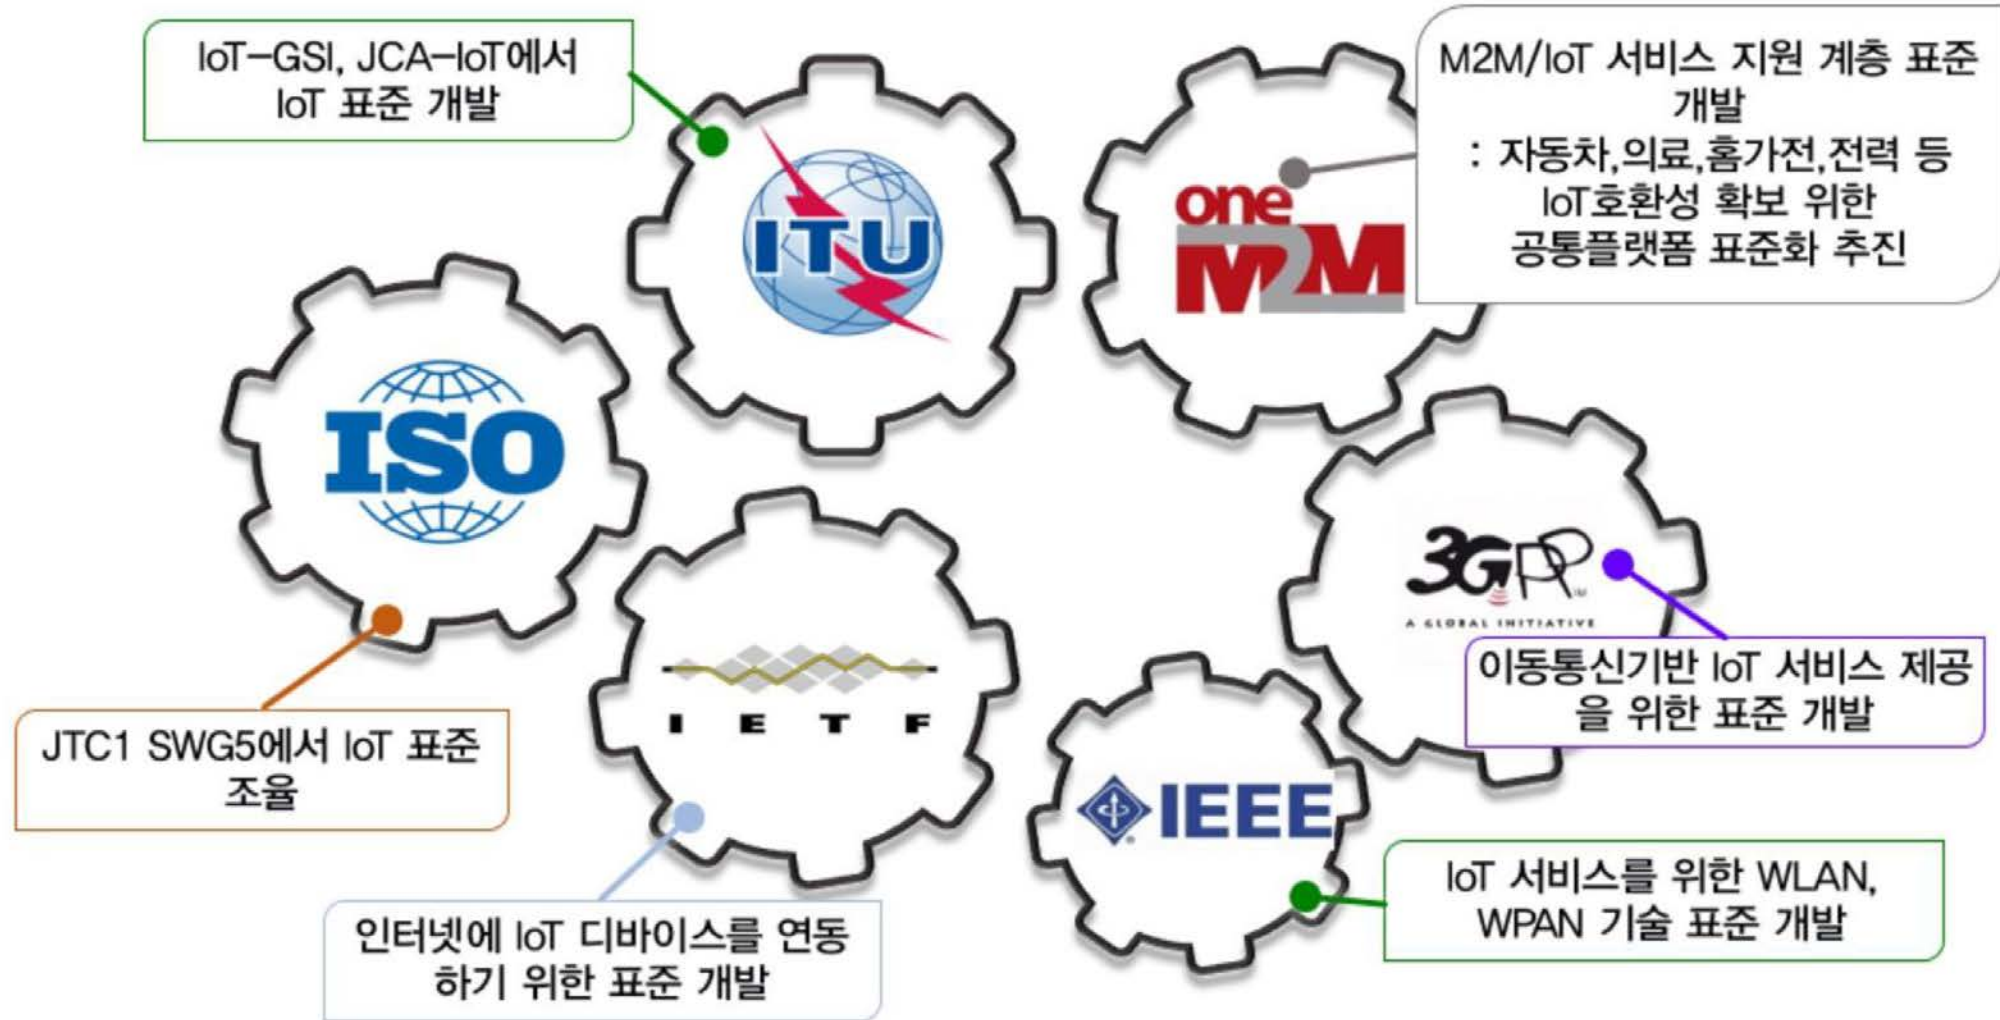 IoT-GSI, JCA-IoT에서
IoT 표준 개발
ITU
M2M/IoT 서비스 지원 계층 표준
개발
: 자동차,의료,홈가전,전력 등
IoT호환성 확보 위한
공통플랫폼 표준화 추진
one
M2M
ISO
JTC1 SWG5에서 IoT 표준
조율
IETF
인터넷에 IoT 디바이스를 연동
하기 위한 표준 개발
3GPP
A GLOBAL INITIATIVE
이동통신기반 IoT 서비스 제공
을 위한 표준 개발
IEEE
IoT 서비스를 위한 WLAN,
WPAN 기술 표준 개발